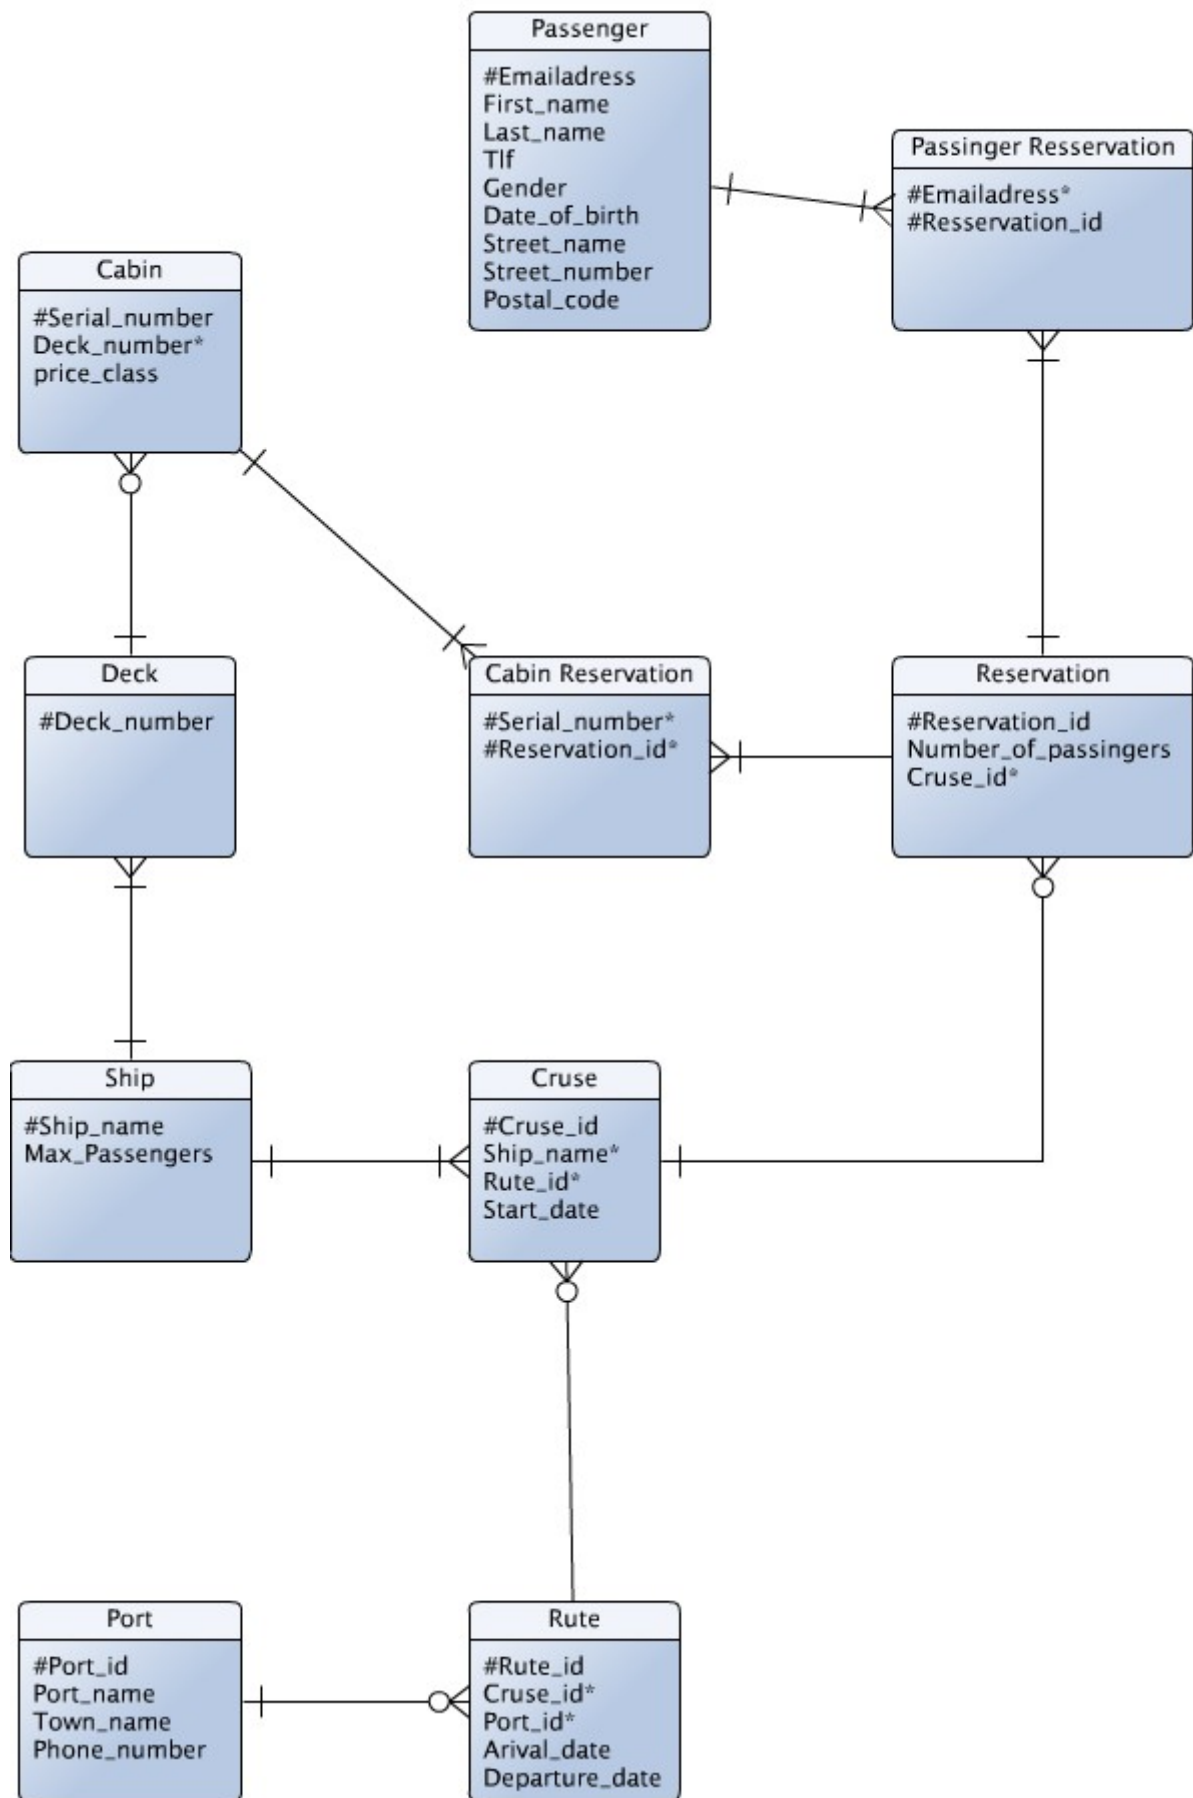 Passenger
#Emailadress
First_name
Last_name
Tlf
Gender
Date_of_birth
Street_name
Street_number
Postal_code
Passinger Resservation
#Emailadress*
#Resservation_id
Cabin
#Serial_number
Deck_number*
price_class
Deck
#Deck_number
Cabin Reservation
#Serial_number*
#Reservation_id*
Reservation
#Reservation_id
Number_of_passingers
Cruse_id*
Ship
#Ship_name
Max_Passengers
Cruse
#Cruse_id
Ship_name*
Rute_id*
Start_date
Port
#Port_id
Port_name
Town_name
Phone_number
Rute
#Rute_id
Cruse_id*
Port_id*
Arival_date
Departure_date